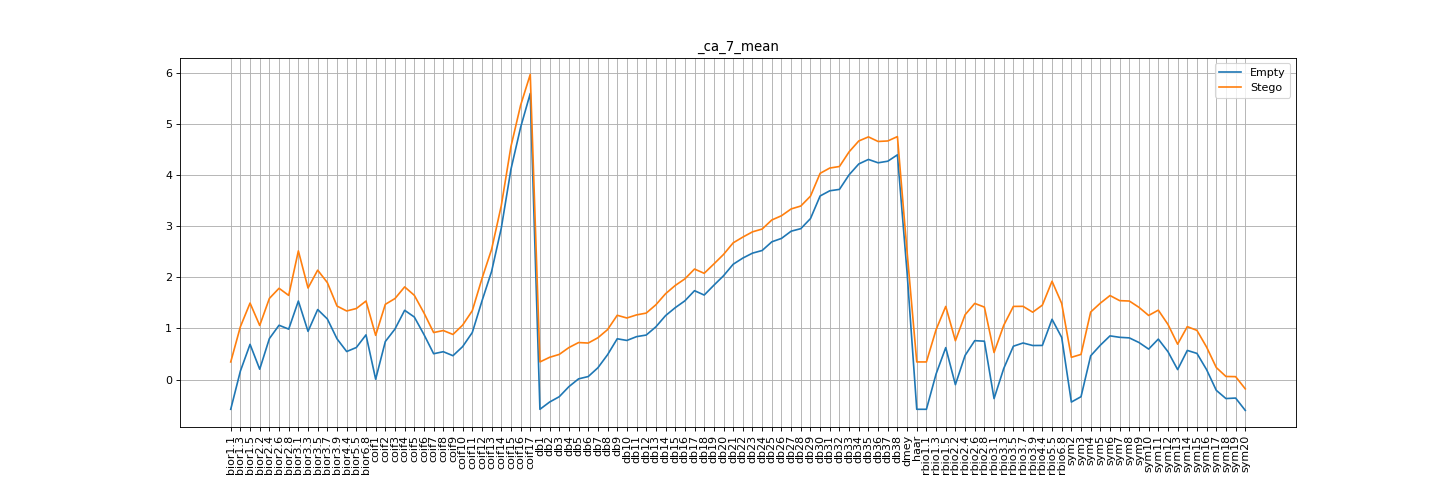 _ca_7_mean
6
5
4
3
2
1
0
Empty
Stego
bior1.1
bior1.3
bior1.5
bior2.2
bior2.4
bior2.6
bior2.8
bior3.1
bior3.3
bior3.5
bior3.7
bior3.9
bior4.4
bior5.5
bior6.8
coif1
coif2
coif3
coif4
coif5
coif6
coif7
coif8
coif9
coif10
coif11
coif12
coif13
coif14
coif15
coif16
coif17
db1
db2
db3
db4
db5
db6
db7
db8
db9
db10
db11
db12
db13
db14
db15
db16
db17
db18
db19
db20
db21
db22
db23
db24
db25
db26
db27
db28
db29
db30
db31
db32
db33
db34
db35
db36
db37
db38
dmey
haar
rbio1.1
rbio1.3
rbio1.5
rbio2.2
rbio2.4
rbio2.6
rbio2.8
rbio3.1
rbio3.3
rbio3.5
rbio3.7
rbio3.9
rbio4.4
rbio5.5
rbio6.8
sym2
sym3
sym4
sym5
sym6
sym7
sym8
sym9
sym10
sym11
sym12
sym13
sym14
sym15
sym16
sym17
sym18
sym19
sym20